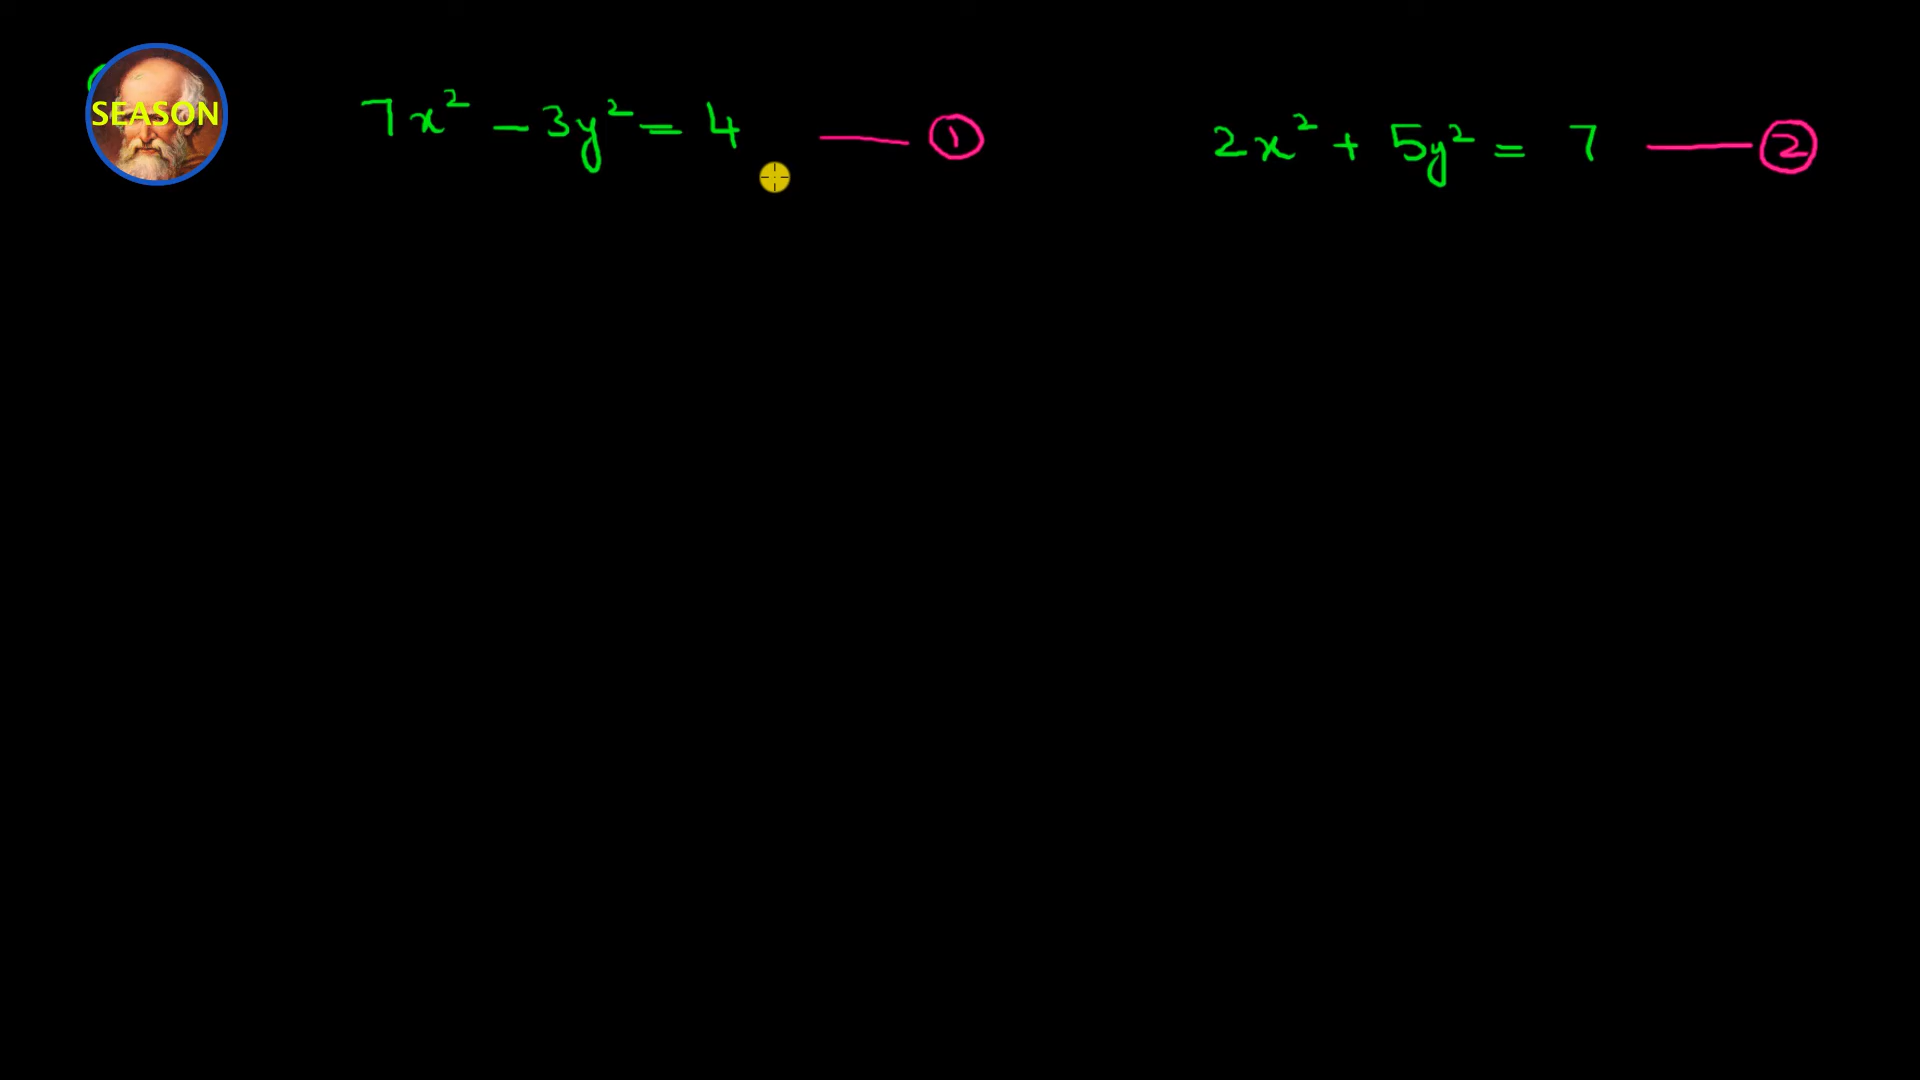 SEASON
7x² − 3y² = 4 —— ①
2x² + 5y² = 7 —— ②